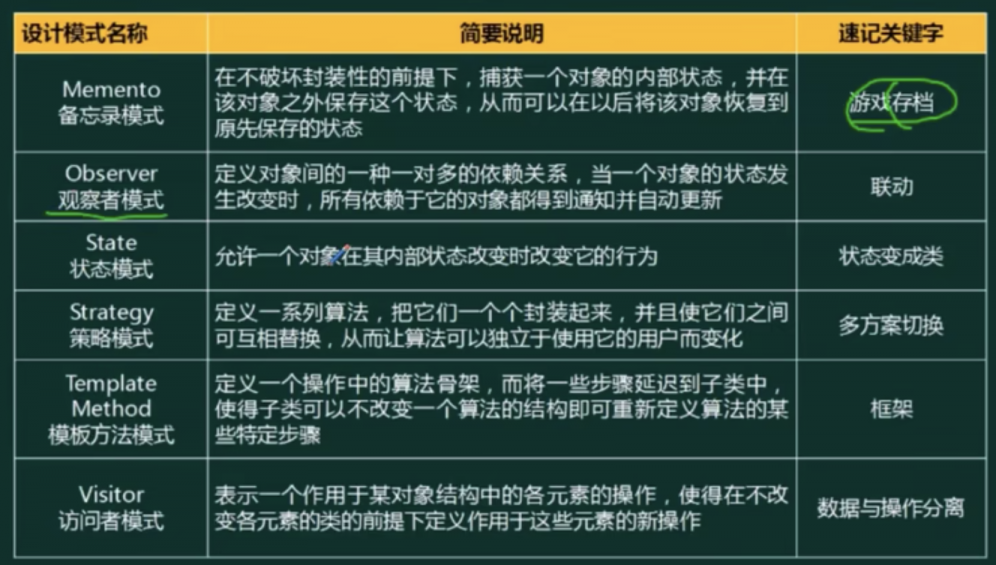 设计模式名称 简要说明 速记关键字
Memento
备忘录模式
在不破坏封装性的前提下，捕获一个对象的内部状态，并在
该对象之外保存这个状态，从而可以在以后将该对象恢复到
原先保存的状态
游戏存档
Observer
观察者模式
定义对象间的一种一对多的依赖关系，当一个对象的状态发
生改变时，所有依赖于它的对象都得到通知并自动更新
联动
State
状态模式
允许一个对象在其内部状态改变时改变它的行为
状态变成类
Strategy
策略模式
定义一系列算法，把它们一个个封装起来，并且使它们之间
可互相替换，从而让算法可以独立于使用它的用户而变化
多方案切换
Template
Method
模板方法模式
定义一个操作中的算法骨架，而将一些步骤延迟到子类中，
使得子类可以不改变一个算法的结构即可重新定义算法的某
些特定步骤
框架
Visitor
访问者模式
表示一个作用于某对象结构中的各元素的操作，使得在不改
变各元素的类的前提下定义作用于这些元素的新操作
数据与操作分离